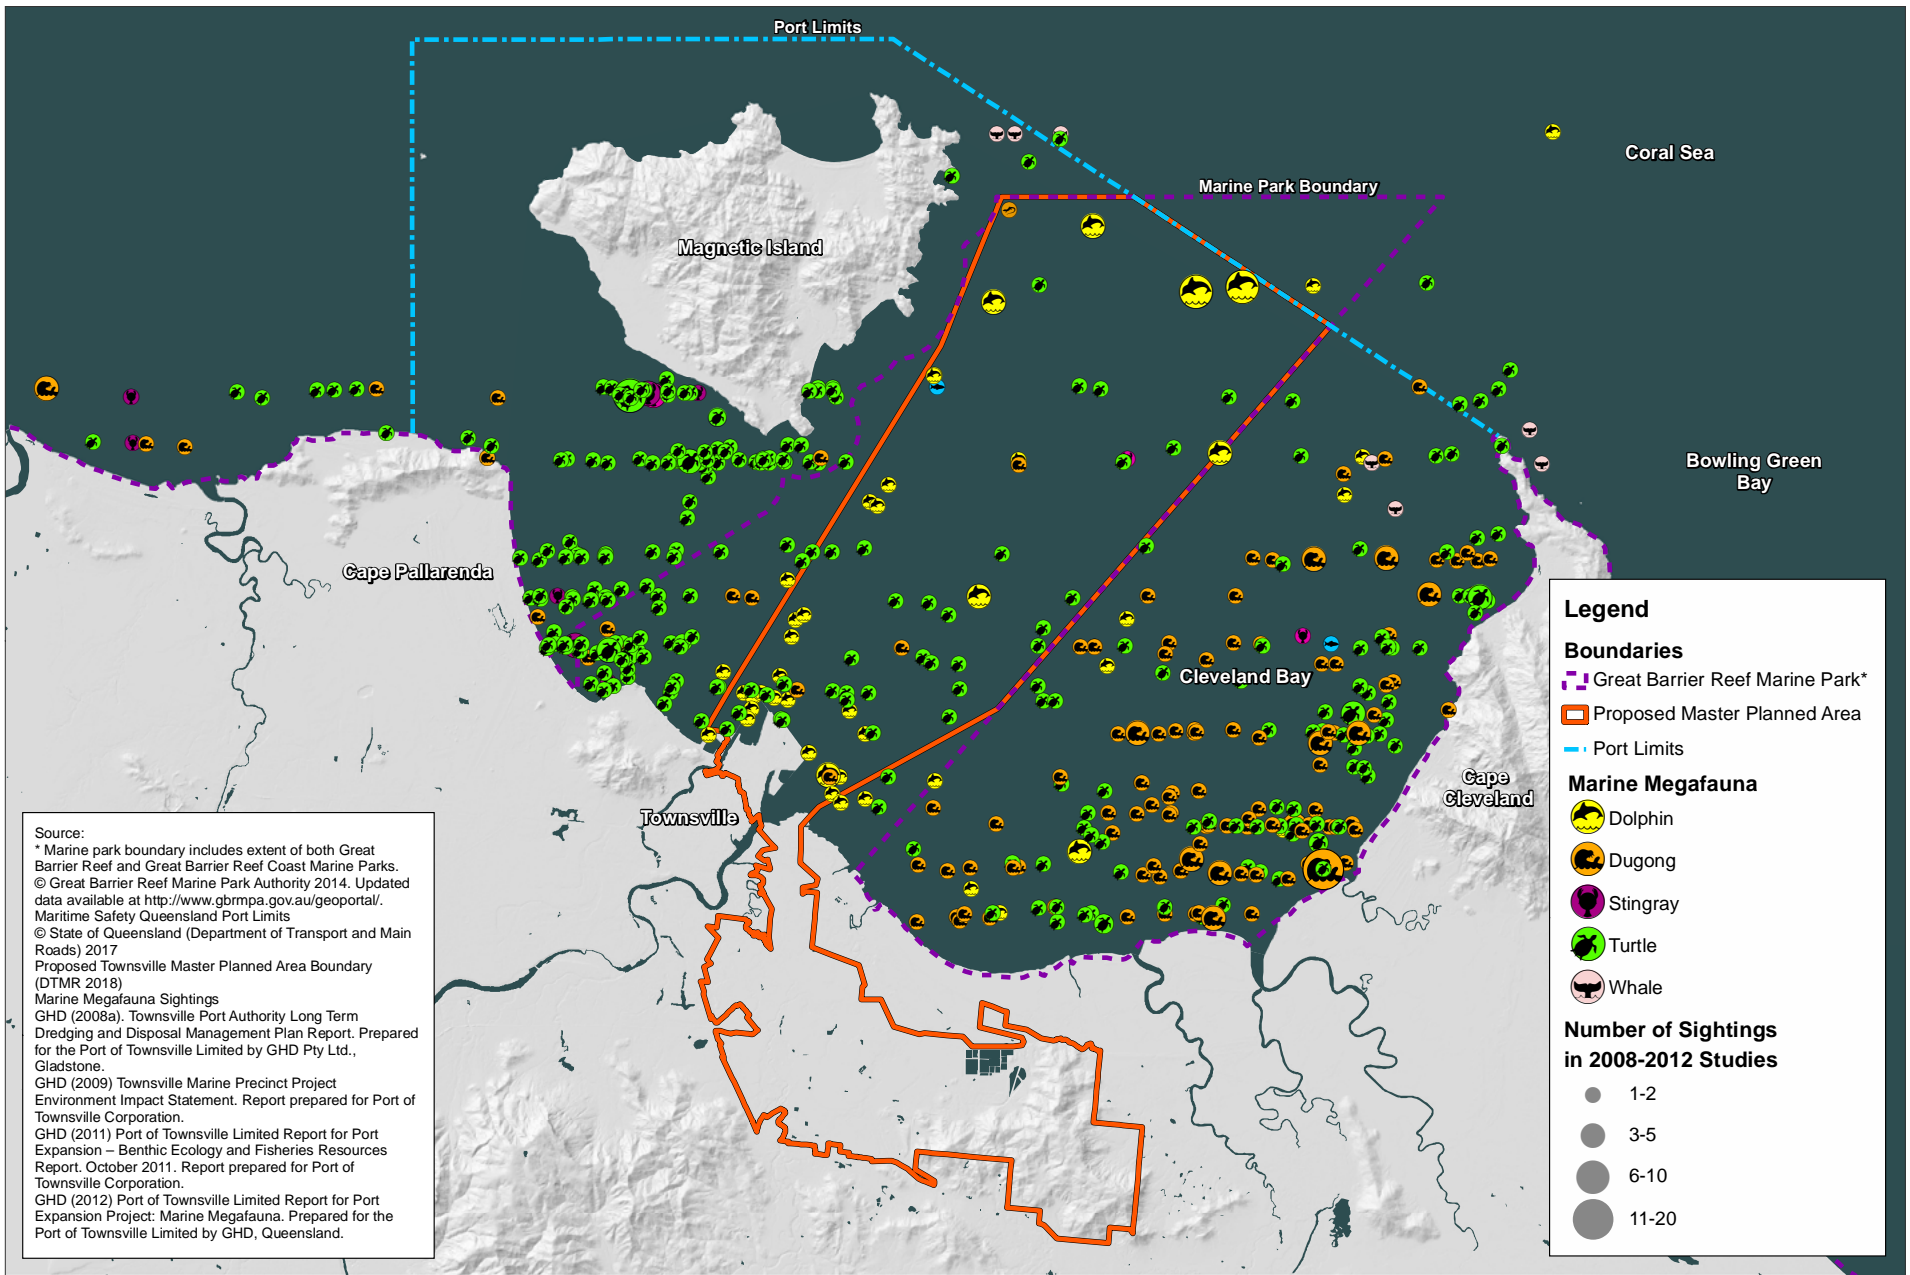 Port Limits
Coral Sea
Marine Park Boundary
Magnetic Island
Bowling Green
Bay
Cape Pallarenda
Cleveland Bay
Cape
Cleveland
Townsville
Legend
Boundaries
Great Barrier Reef Marine Park*
Proposed Master Planned Area
Port Limits
Marine Megafauna
Dolphin
Dugong
Stingray
Turtle
Whale
Number of Sightings
in 2008-2012 Studies
1-2
3-5
6-10
11-20
Source:
* Marine park boundary includes extent of both Great
Barrier Reef and Great Barrier Reef Coast Marine Parks.
© Great Barrier Reef Marine Park Authority 2014. Updated
data available at http://www.gbrmpa.gov.au/geoportal/.
Maritime Safety Queensland Port Limits
© State of Queensland (Department of Transport and Main
Roads) 2017
Proposed Townsville Master Planned Area Boundary
(DTMR 2018)
Marine Megafauna Sightings
GHD (2008a). Townsville Port Authority Long Term
Dredging and Disposal Management Plan Report. Prepared
for the Port of Townsville Limited by GHD Pty Ltd.,
Gladstone.
GHD (2009) Townsville Marine Precinct Project
Environment Impact Statement. Report prepared for Port of
Townsville Corporation.
GHD (2011) Port of Townsville Limited Report for Port
Expansion – Benthic Ecology and Fisheries Resources
Report. October 2011. Report prepared for Port of
Townsville Corporation.
GHD (2012) Port of Townsville Limited Report for Port
Expansion Project: Marine Megafauna. Prepared for the
Port of Townsville Limited by GHD, Queensland.